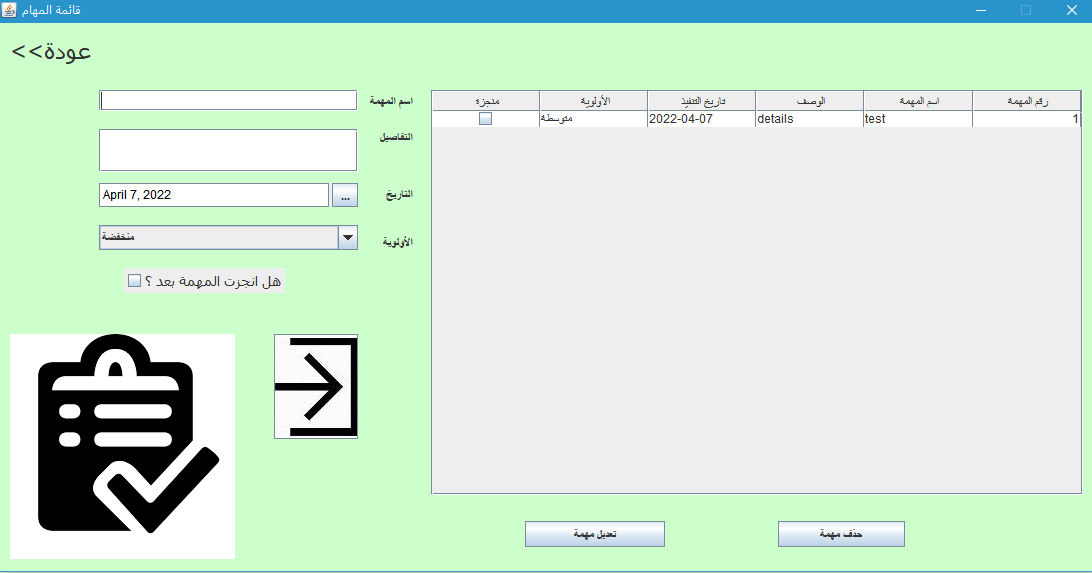 قائمة المهام
عودة>>
اسم المهمة
التفاصيل
التاريخ
April 7, 2022
...
الأولوية
منخفضة
هل انجزت المهمة بعد ؟
رقم المهمة اسم المهمة الوصف تاريخ التنفيذ الأولوية منجزة
1 test details 2022-04-07 متوسطة
حذف مهمة
تعديل مهمة